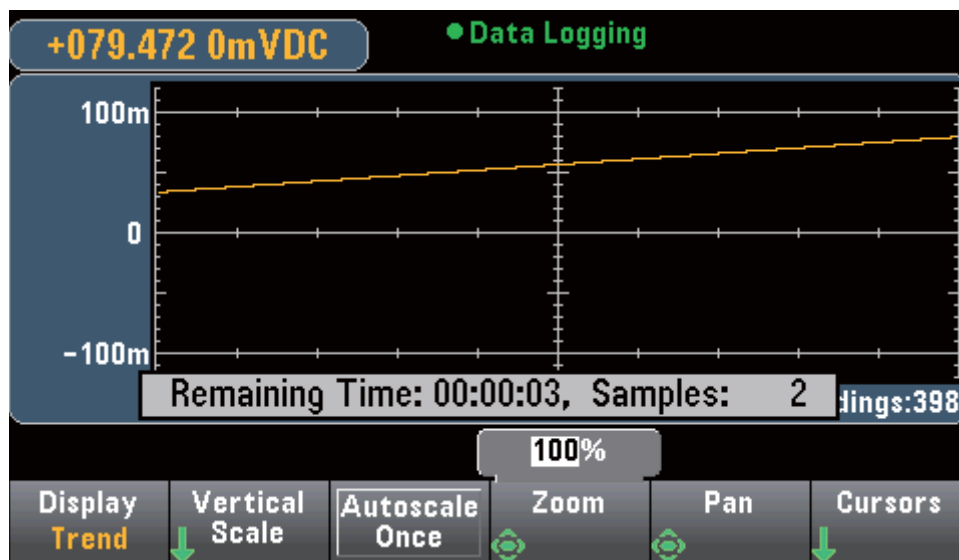 +079.472 0mVDC
Data Logging
100m
0
-100m
Remaining Time: 00:00:03, Samples: 2
dings:398
100%
Display
Trend
Vertical
Scale
Autoscale
Once
Zoom
Pan
Cursors